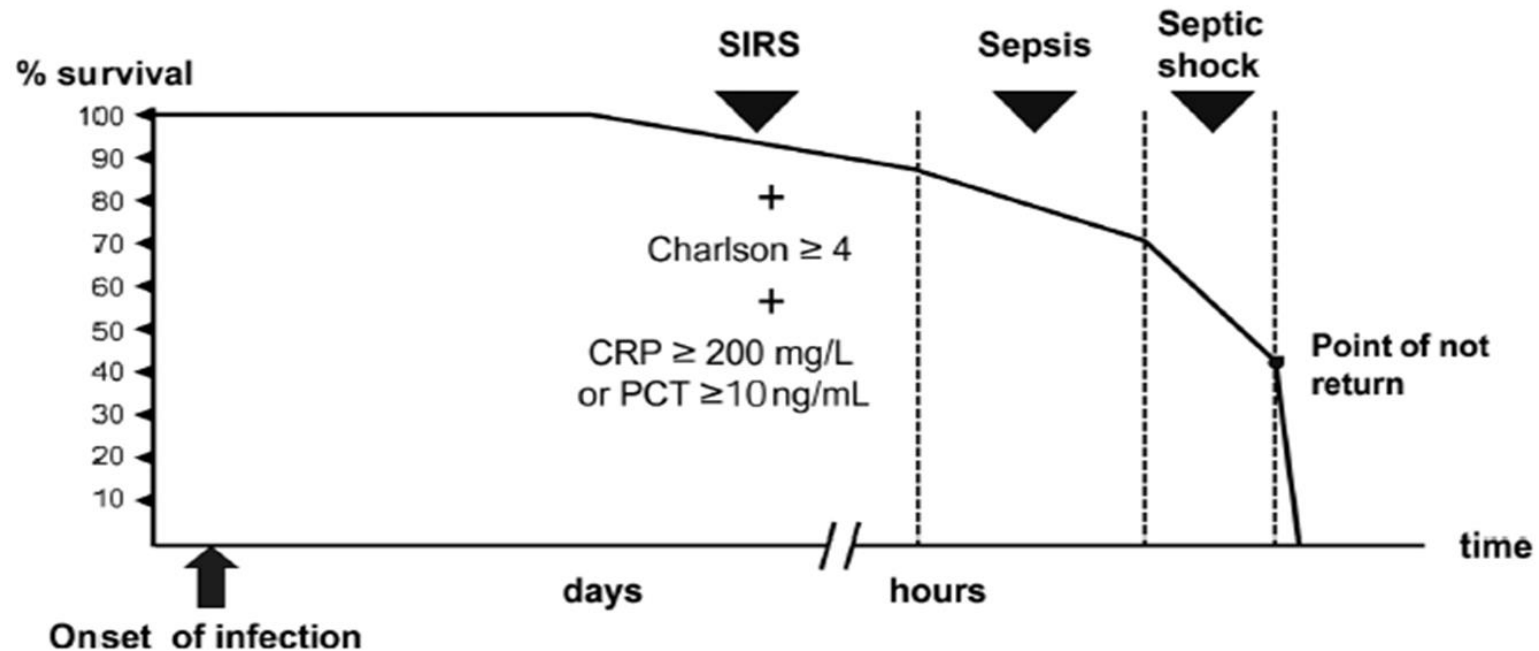 SIRS
Sepsis
Septic
shock
% survival
100
90
80
70
60
50
40
30
20
10
+
Charlson ≥ 4
+
CRP ≥ 200 mg/L
or PCT ≥10 ng/mL
Point of not
return
time
days
hours
Onset of infection